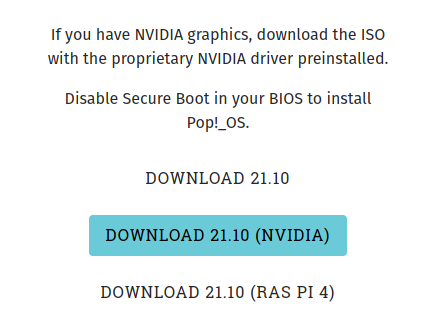 If you have NVIDIA graphics, download the ISO
with the proprietary NVIDIA driver preinstalled.
Disable Secure Boot in your BIOS to install
Pop!_OS.
DOWNLOAD 21.10
DOWNLOAD 21.10 (NVIDIA)
DOWNLOAD 21.10 (RAS PI 4)